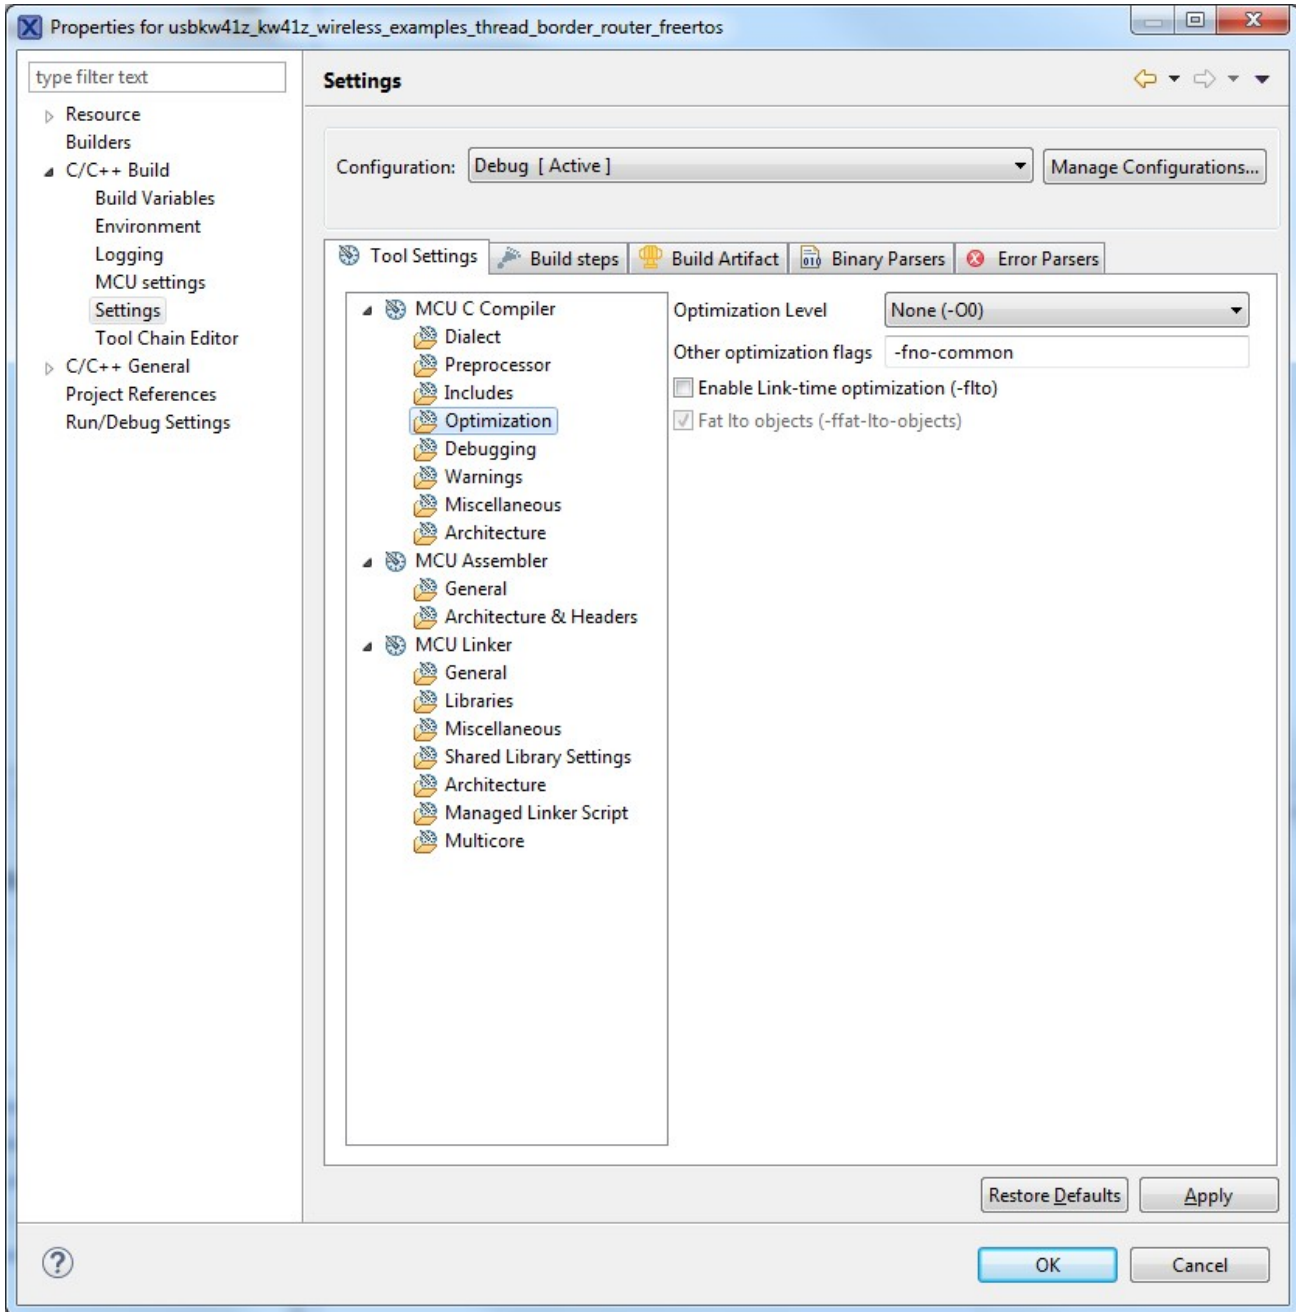 Properties for usbkw41z_kw41z_wireless_examples_thread_border_router_freertos
type filter text
Resource
Builders
C/C++ Build
Build Variables
Environment
Logging
MCU settings
Settings
Tool Chain Editor
C/C++ General
Project References
Run/Debug Settings
Settings
Configuration: Debug [ Active ] Manage Configurations...
Tool Settings Build steps Build Artifact Binary Parsers Error Parsers
MCU C Compiler
Dialect
Preprocessor
Includes
Optimization
Debugging
Warnings
Miscellaneous
Architecture
MCU Assembler
General
Architecture & Headers
MCU Linker
General
Libraries
Miscellaneous
Shared Library Settings
Architecture
Managed Linker Script
Multicore
Optimization Level None (-O0)
Other optimization flags -fno-common
Enable Link-time optimization (-flto)
Fat lto objects (-ffat-lto-objects)
Restore Defaults Apply
OK Cancel